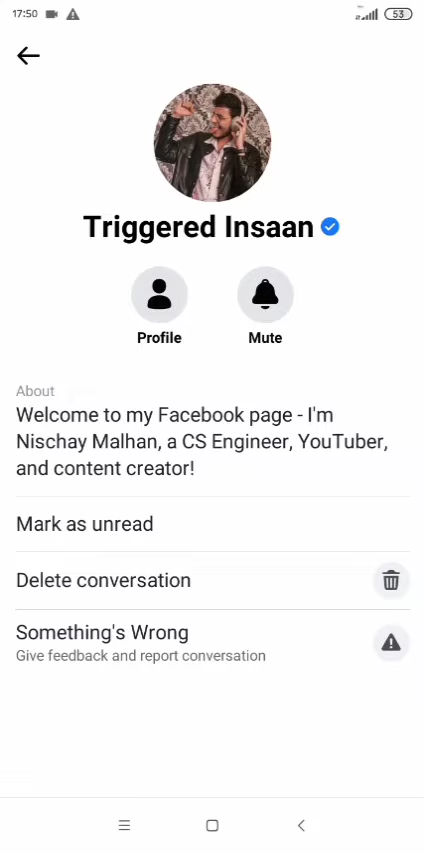 17:50
53
Triggered Insaan
Profile
Mute
About
Welcome to my Facebook page - I'm
Nischay Malhan, a CS Engineer, YouTuber,
and content creator!
Mark as unread
Delete conversation
Something's Wrong
Give feedback and report conversation